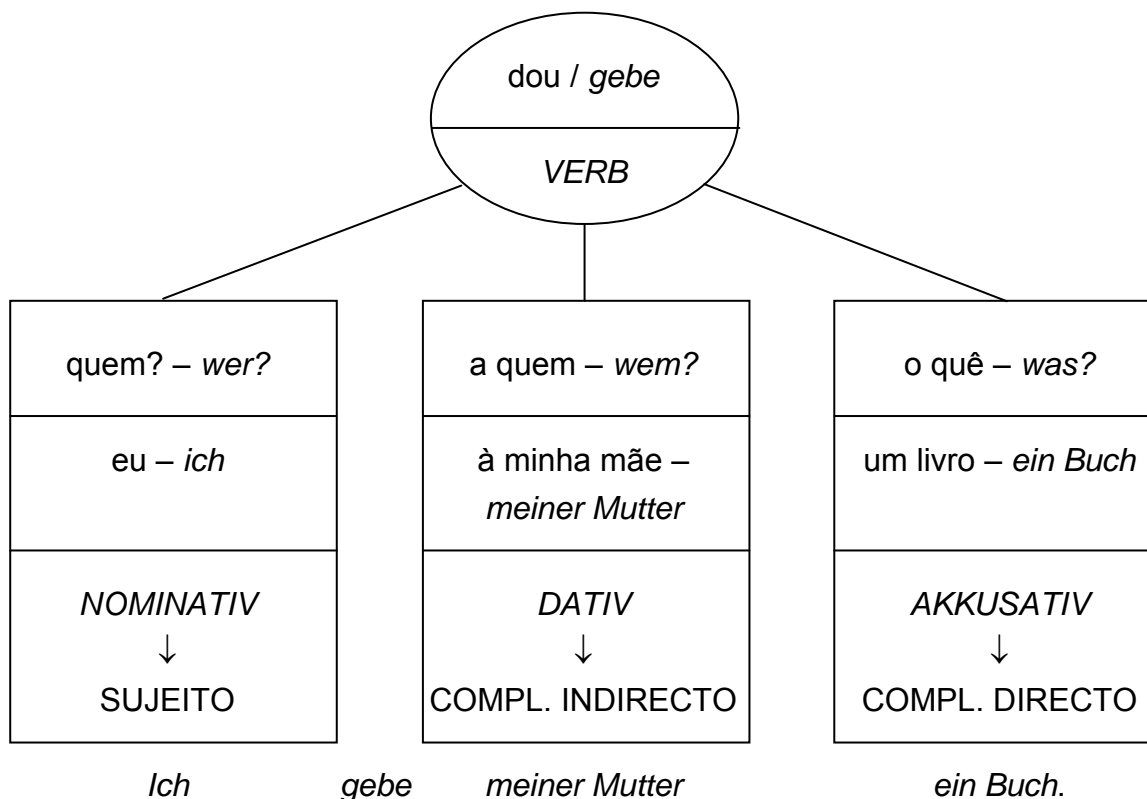 dou / gebe
VERB
quem? – wer?
eu – ich
NOMINATIV
↓
SUJEITO
a quem – wem?
à minha mãe –
meiner Mutter
DATIV
↓
COMPL. INDIRECTO
o quê – was?
um livro – ein Buch
AKKUSATIV
↓
COMPL. DIRECTO
Ich gebe meiner Mutter ein Buch.